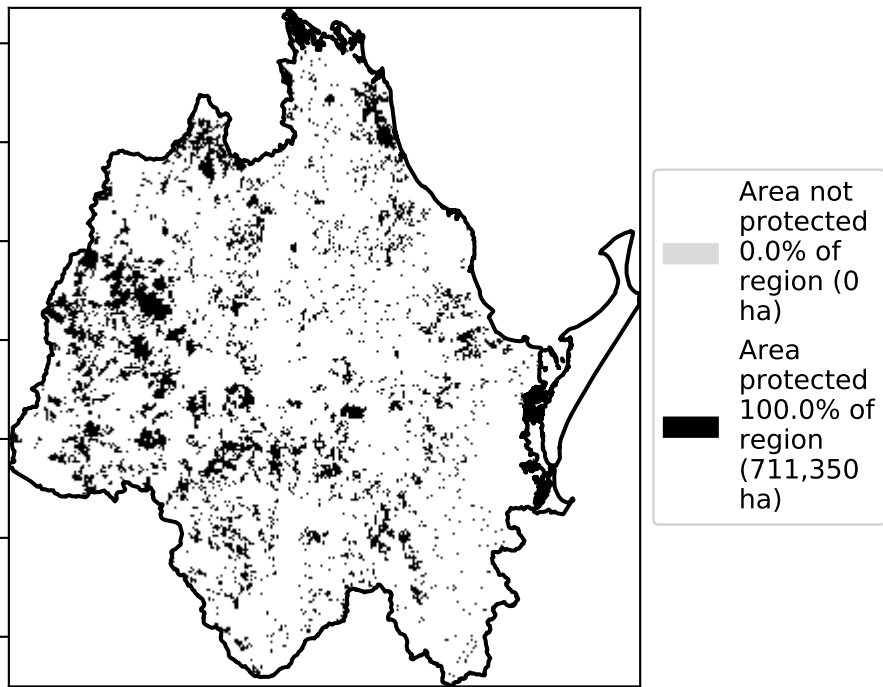 Area not
protected
0.0% of
region (0
ha)
Area
protected
100.0% of
region
(711,350
ha)